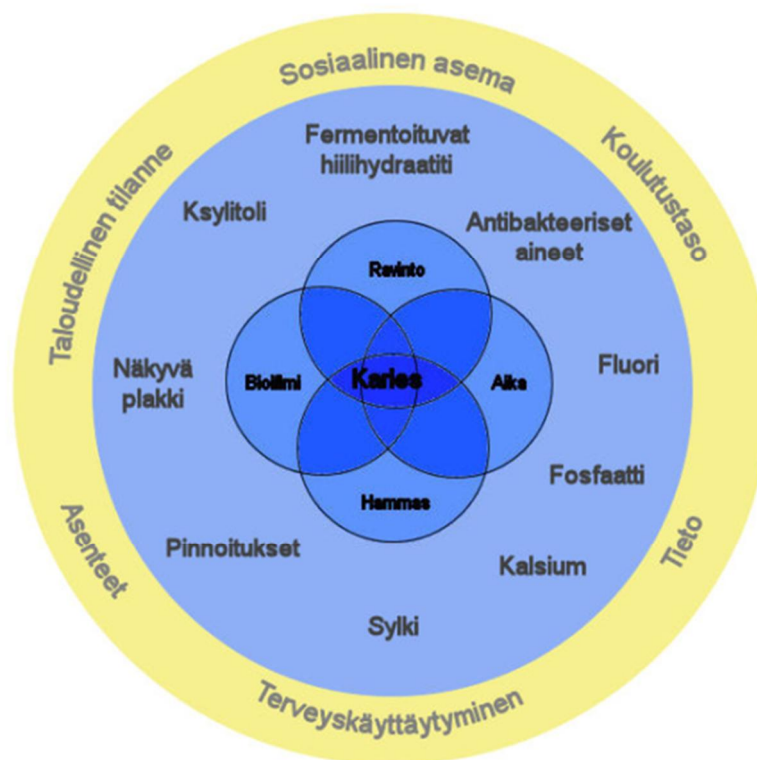 Sosiaalinen asema
Koulutustaso
Taloudellinen tilanne
Fermentoituvat
hiilihydraatiti
Ksylitoli
Antibakteeriset
aineet
Ravinto
Näkyvä
plakki
Biofilmi
Karies
Aika
Fluori
Fosfaatti
Hammas
Pinnoitukset
Kalsium
Sylki
Asenteet
Tieto
Terveyskäyttäytyminen